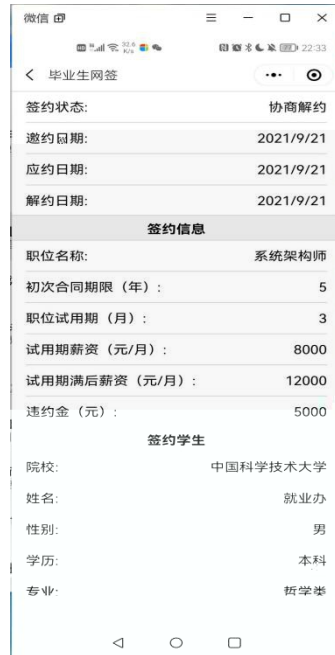 微信
22:33
毕业生网签
签约状态: 协商解约
邀约日期: 2021/9/21
应约日期: 2021/9/21
解约日期: 2021/9/21
签约信息
职位名称: 系统架构师
初次合同期限（年）: 5
职位试用期（月）: 3
试用期薪资（元/月）: 8000
试用期满后薪资（元/月）: 12000
违约金（元）: 5000
签约学生
院校: 中国科学技术大学
姓名: 就业办
性别: 男
学历: 本科
专业: 哲学类